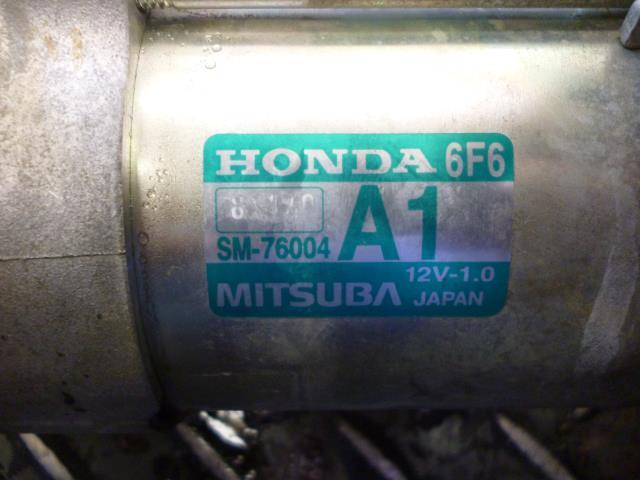 HONDA 6F6
A1
SM-76004
12V-1.0
MITSUBA JAPAN